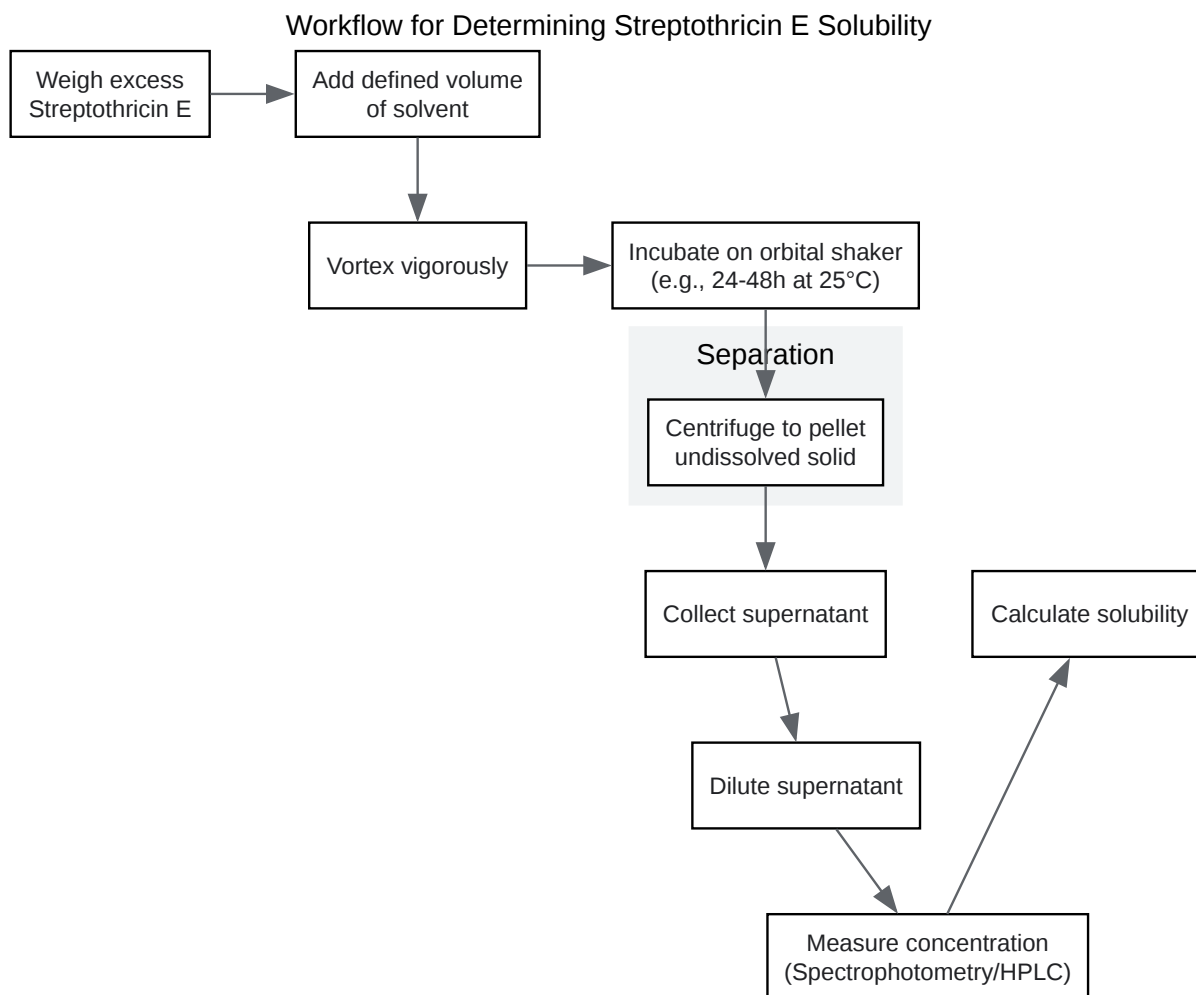 Workflow for Determining Streptothricin E Solubility
Weigh excess
Streptothricin E
Add defined volume
of solvent
Vortex vigorously
Incubate on orbital shaker
(e.g., 24-48h at 25°C)
Separation
Centrifuge to pellet
undissolved solid
Collect supernatant
Calculate solubility
Dilute supernatant
Measure concentration
(Spectrophotometry/HPLC)